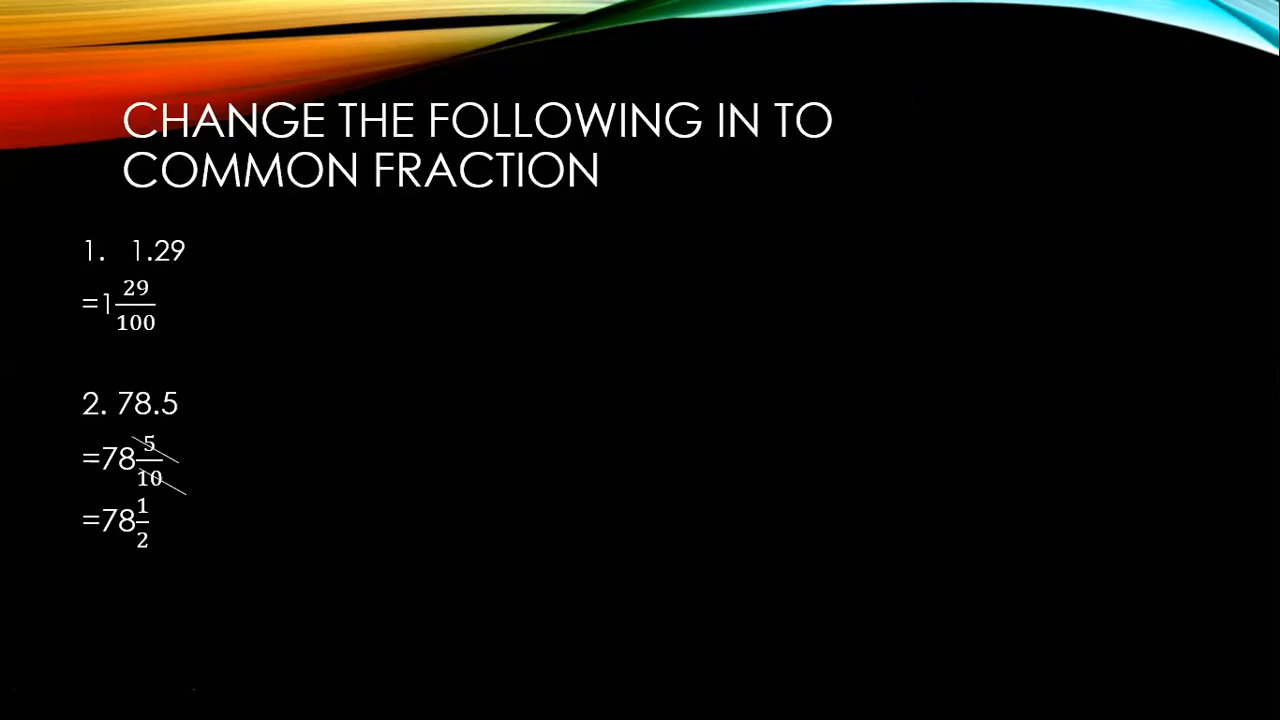 CHANGE THE FOLLOWING IN TO
COMMON FRACTION
1. 1.29
=1 29/100
2. 78.5
=78 5/10
=78 1/2